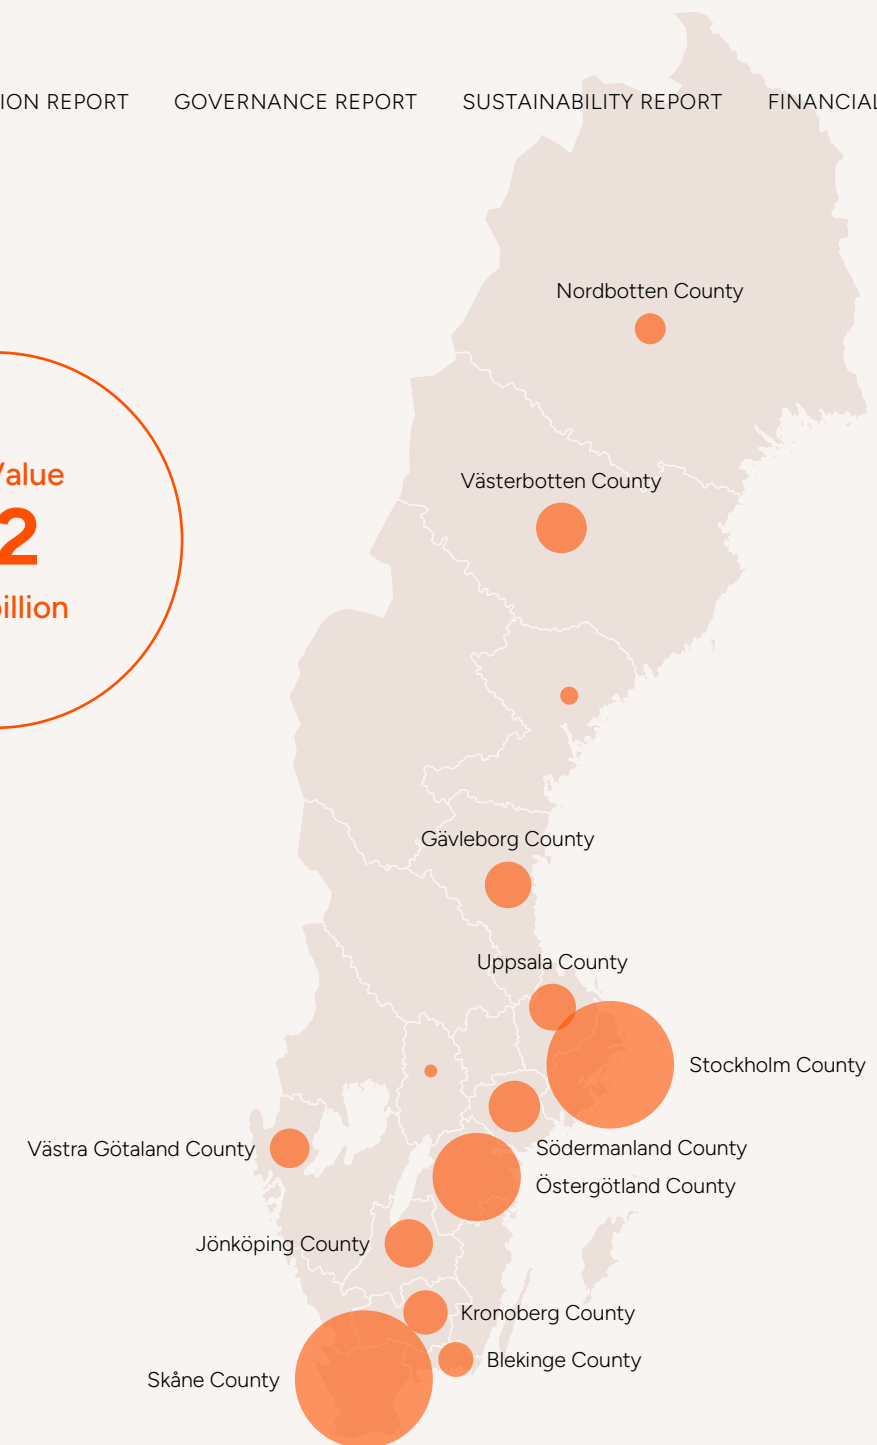 ION REPORT GOVERNANCE REPORT SUSTAINABILITY REPORT FINANCIAL
Nordbotten County
Value
2
billion
Västerbotten County
Gävleborg County
Uppsala County
Stockholm County
Västra Götaland County
Södermanland County
Östergötland County
Jönköping County
Kronoberg County
Blekinge County
Skåne County